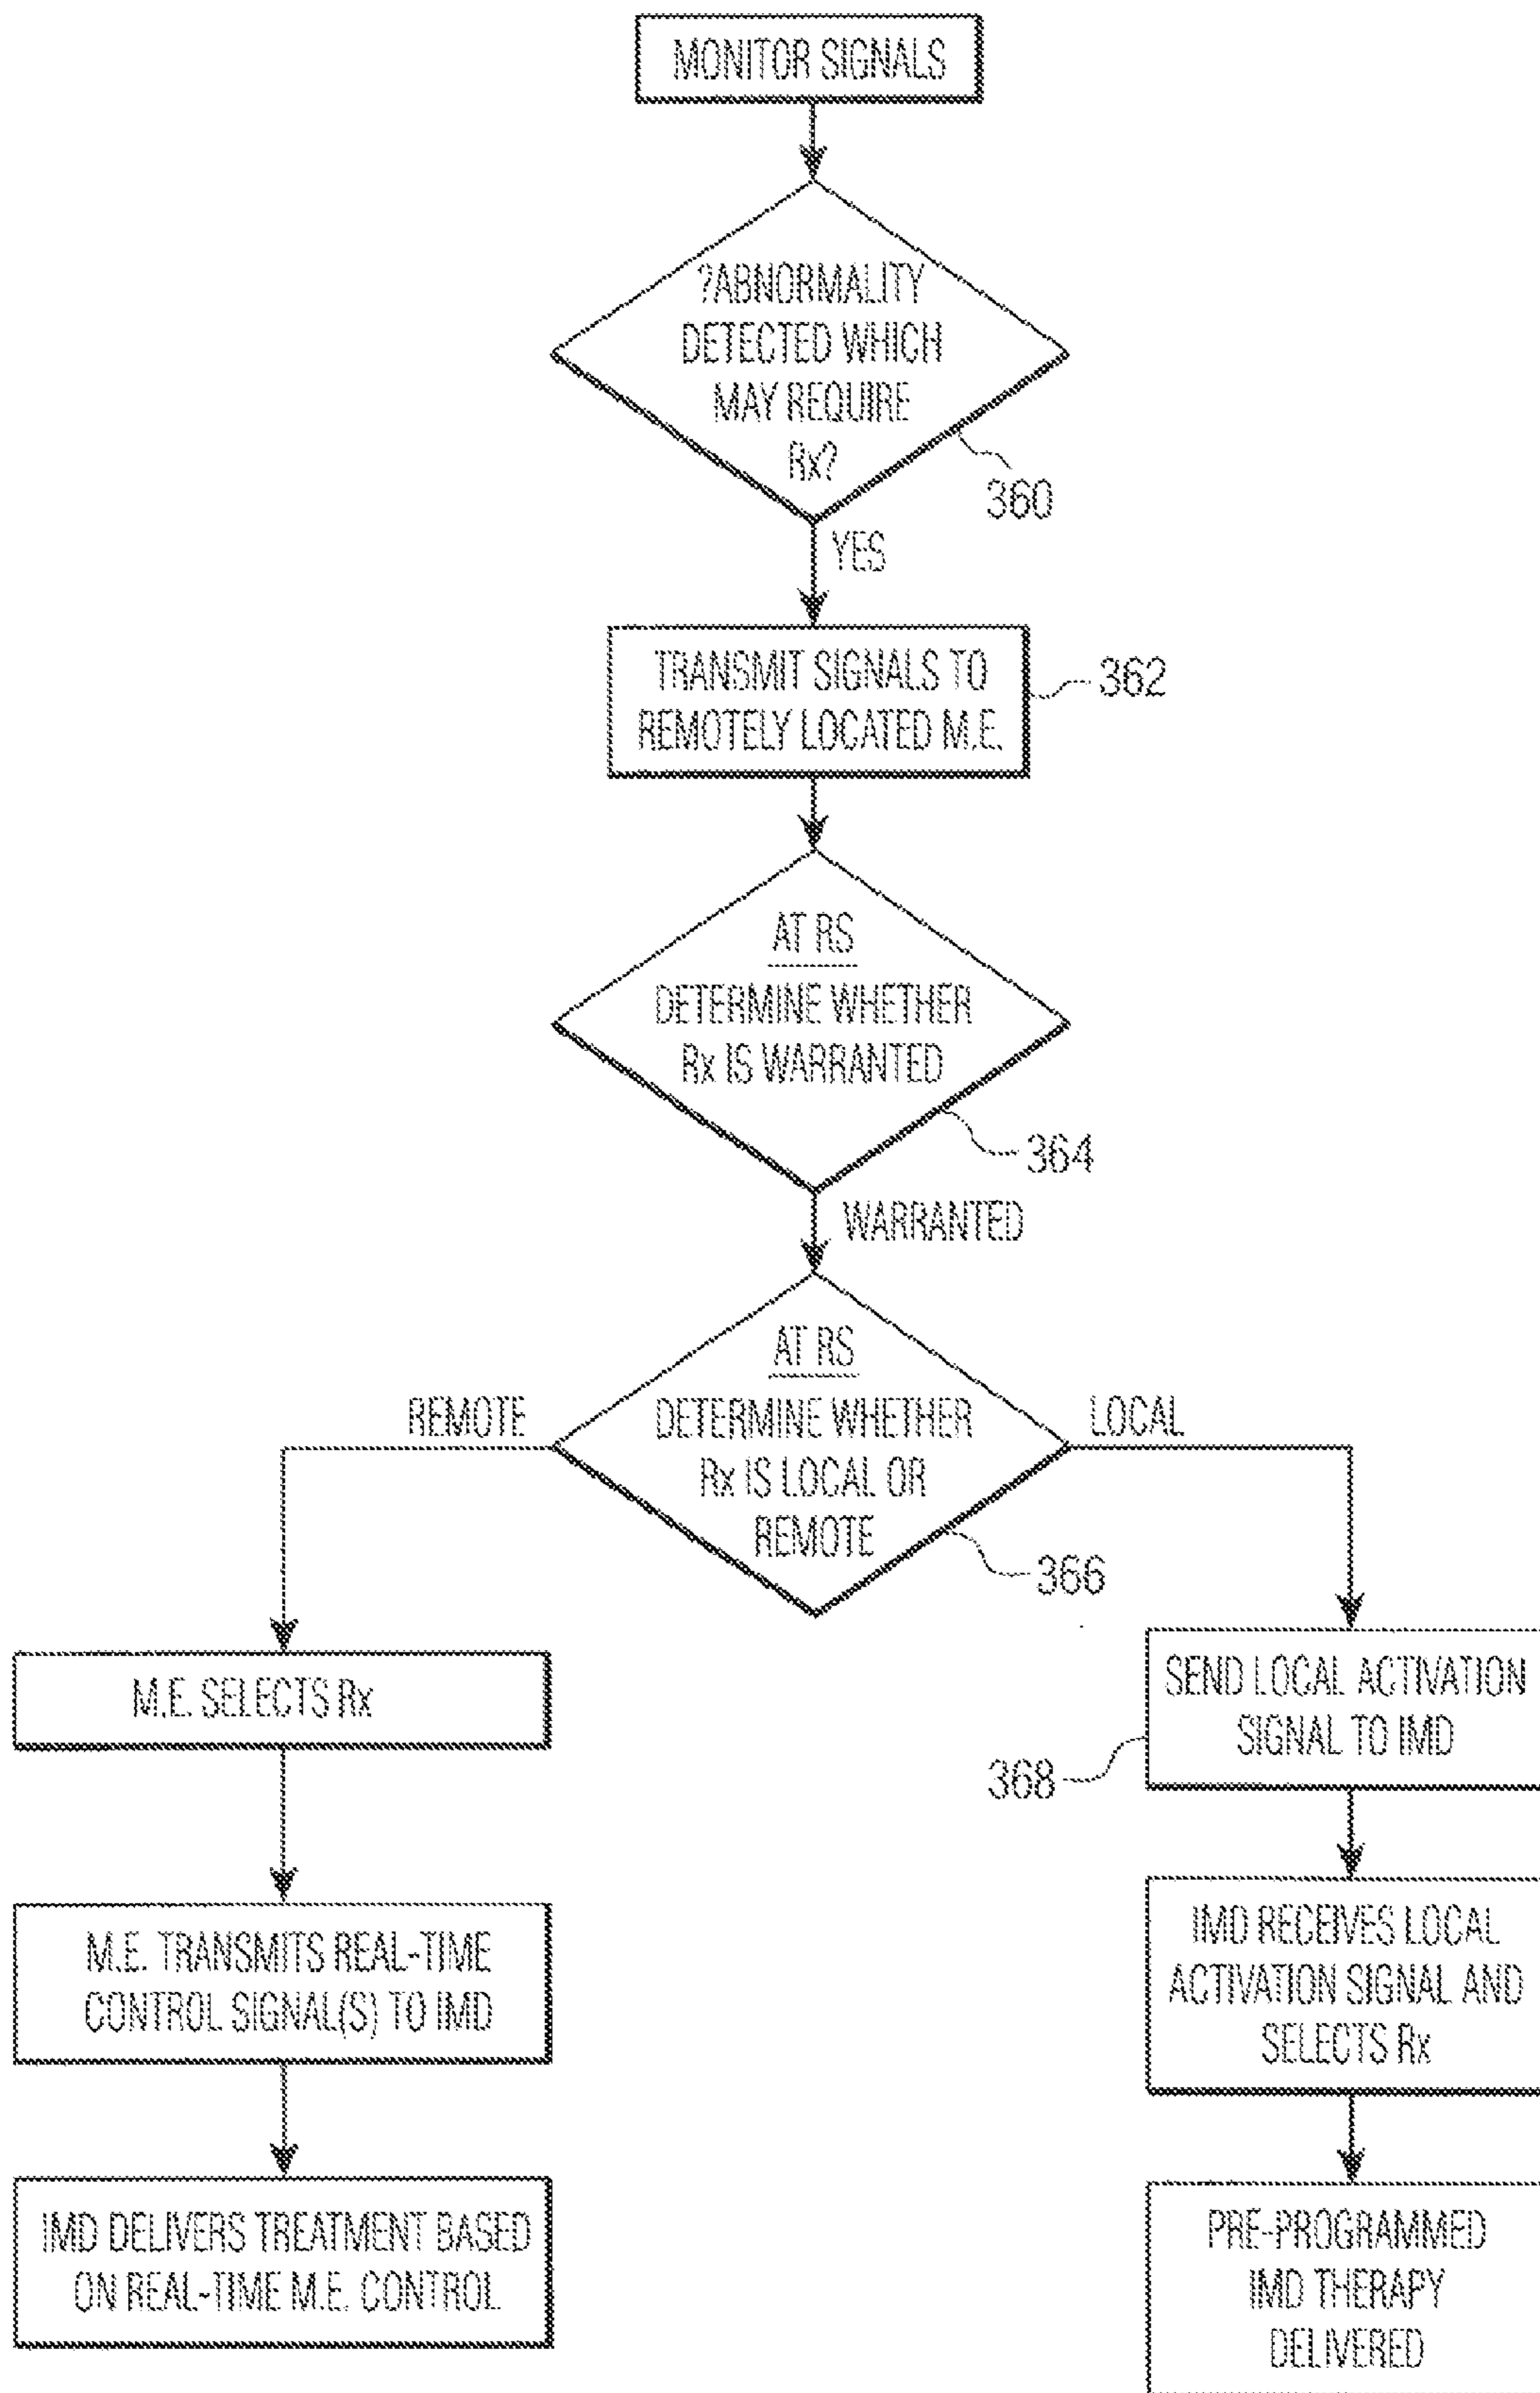 MONITOR SIGNALS
?ABNORMALITY
DETECTED WHICH
MAY REQUIRE
Rx?
360
YES
TRANSMIT SIGNALS TO
REMOTELY LOCATED M.E.
362
AT RS
DETERMINE WHETHER
Rx IS WARRANTED
364
WARRANTED
AT RS
DETERMINE WHETHER
Rx IS LOCAL OR
REMOTE
366
REMOTE
LOCAL
M.E. SELECTS Rx
M.E. TRANSMITS REAL-TIME
CONTROL SIGNAL(S) TO IMD
IMD DELIVERS TREATMENT BASED
ON REAL-TIME M.E. CONTROL
SEND LOCAL ACTIVATION
SIGNAL TO IMD
368
IMD RECEIVES LOCAL
ACTIVATION SIGNAL AND
SELECTS Rx
PRE-PROGRAMMED
IMD THERAPY
DELIVERED